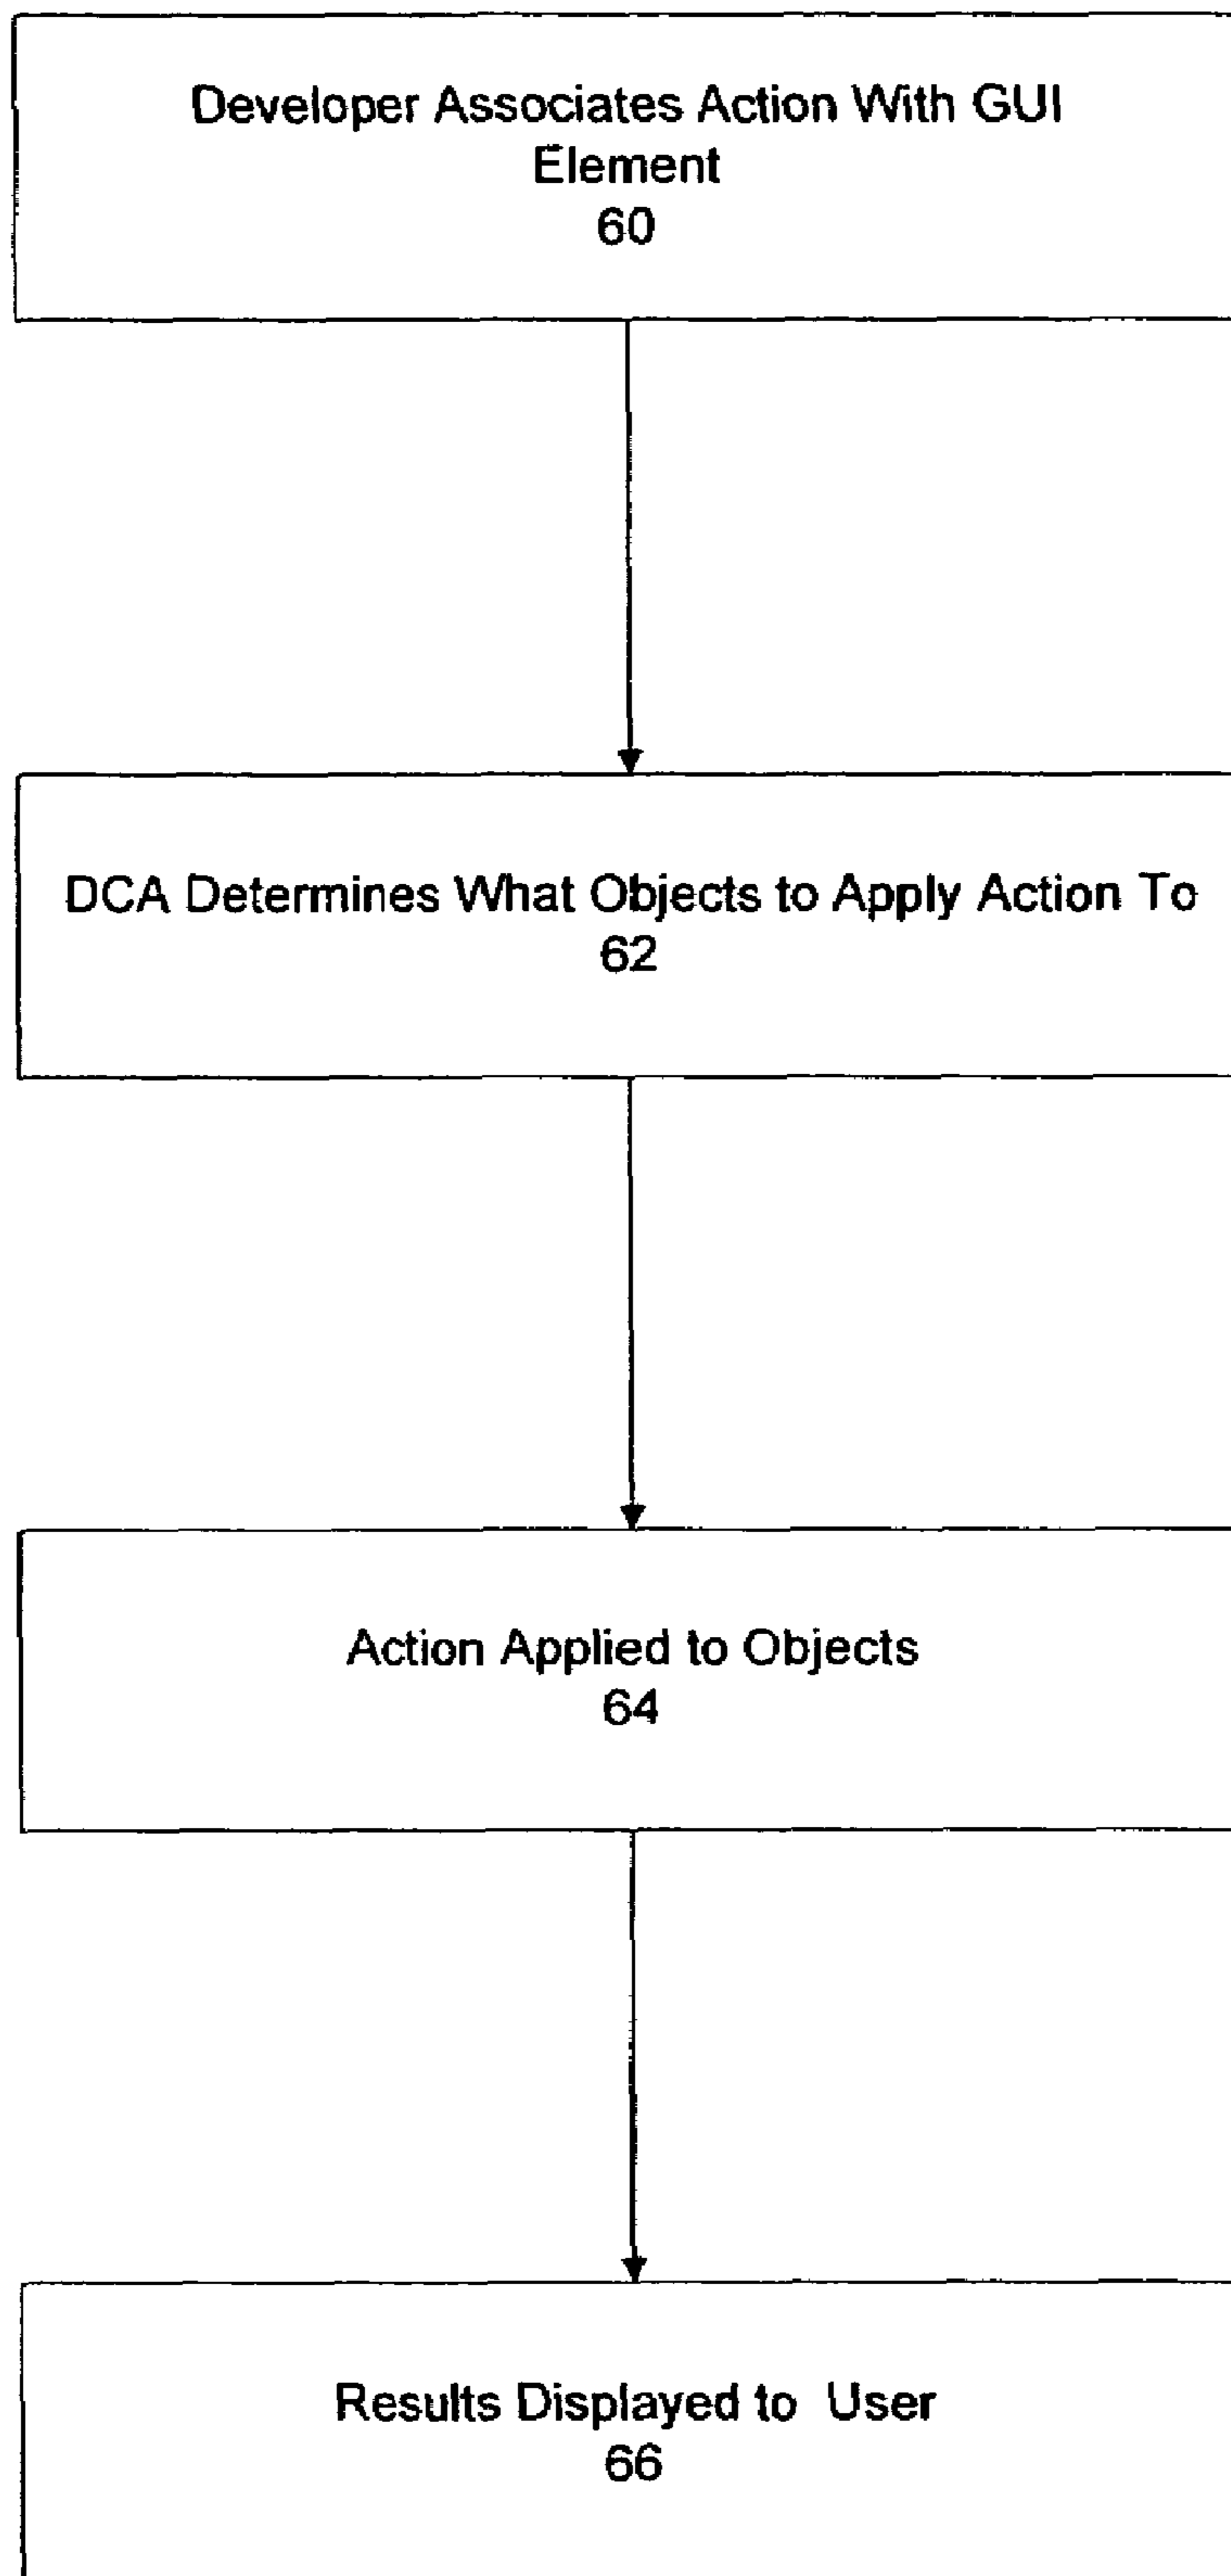 Developer Associates Action With GUI
Element
60
DCA Determines What Objects to Apply Action To
62
Action Applied to Objects
64
Results Displayed to User
66